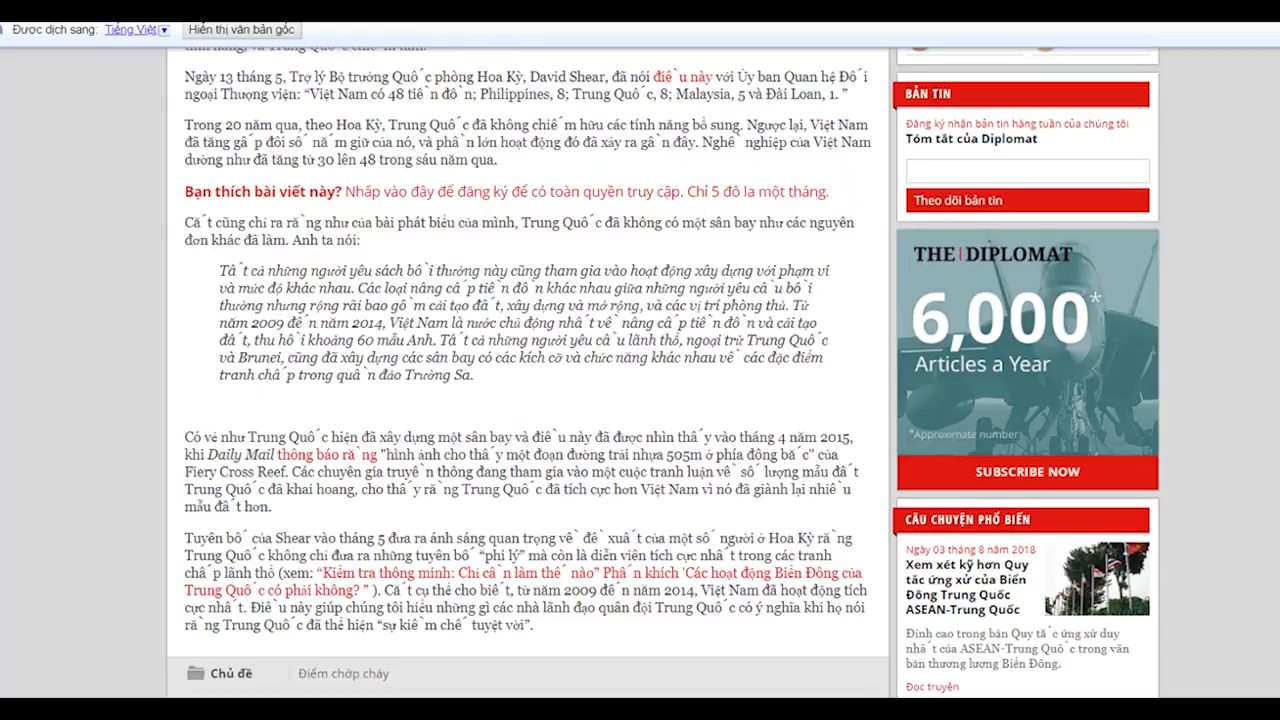 Được dịch sang: Tiếng Việt
Hiển thị văn bản gốc
Ngày 13 tháng 5, Trợ lý Bộ trưởng Quốc phòng Hoa Kỳ, David Shear, đã nói điều này với Ủy ban Quan hệ Đối
ngoại Thượng viện: “Việt Nam có 48 tiền đồn; Philippines, 8; Trung Quốc, 8; Malaysia, 5 và Đài Loan, 1. ”
Trong 20 năm qua, theo Hoa Kỳ, Trung Quốc đã không chiếm hữu các tính năng bổ sung. Ngược lại, Việt Nam
đã tăng gấp đôi số nắm giữ của nó, và phần lớn hoạt động đó đã xảy ra gần đây. Nghề nghiệp của Việt Nam
dường như đã tăng từ 30 lên 48 trong sáu năm qua.
Bạn thích bài viết này? Nhấp vào đây để đăng ký để có toàn quyền truy cập. Chỉ 5 đô la một tháng.
Cắt cũng chỉ ra rằng như của bài phát biểu của mình, Trung Quốc đã không có một sân bay như các nguyên
đơn khác đã làm. Anh ta nói:
Tất cả những người yêu sách bồi thường này cũng tham gia vào hoạt động xây dựng với phạm vi
và mức độ khác nhau. Các loại nâng cấp tiền đồn khác nhau giữa những người yêu cầu bồi
thường nhưng rộng rãi bao gồm cải tạo đất, xây dựng và mở rộng, và các vị trí phòng thủ. Từ
năm 2009 đến năm 2014, Việt Nam là nước chủ động nhất về nâng cấp tiền đồn và cải tạo
đất, thu hồi khoảng 60 mẫu Anh. Tất cả những người yêu cầu lãnh thổ, ngoại trừ Trung Quốc
và Brunei, cũng đã xây dựng các sân bay có các kích cỡ và chức năng khác nhau về các đặc điểm
tranh chấp trong quần đảo Trường Sa.
Có vẻ như Trung Quốc hiện đã xây dựng một sân bay và điều này đã được nhìn thấy vào tháng 4 năm 2015,
khi Daily Mail thông báo rằng "hình ảnh cho thấy một đoạn đường trải nhựa 505m ở phía đông bắc" của
Fiery Cross Reef. Các chuyên gia truyền thông đang tham gia vào một cuộc tranh luận về số lượng mẫu đất
Trung Quốc đã khai hoang, cho thấy rằng Trung Quốc đã tích cực hơn Việt Nam vì nó đã giành lại nhiều
mẫu đất hơn.
Tuyên bố của Shear vào tháng 5 đưa ra ánh sáng quan trọng về đề xuất của một số người ở Hoa Kỳ rằng
Trung Quốc không chỉ đưa ra những tuyên bố “phi lý” mà còn là diễn viên tích cực nhất trong các tranh
chấp lãnh thổ (xem: “Kiểm tra thông minh: Chỉ cần làm thế nào” Phấn khích 'Các hoạt động Biển Đông của
Trung Quốc có phải không? ” ). Cắt cụ thể cho biết, từ năm 2009 đến năm 2014, Việt Nam đã hoạt động tích
cực nhất. Điều này giúp chúng tôi hiểu những gì các nhà lãnh đạo quân đội Trung Quốc có ý nghĩa khi họ nói
rằng Trung Quốc đã thể hiện “sự kiềm chế tuyệt vời”.
Chủ đề
Điểm chớp cháy
BẢN TIN
Đăng ký nhận bản tin hàng tuần của chúng tôi
Tóm tắt của Diplomat
Theo dõi bản tin
THE DIPLOMAT
6,000*
Articles a Year
*Approximate number
SUBSCRIBE NOW
CÂU CHUYỆN PHỔ BIẾN
Ngày 03 tháng 8 năm 2018
Xem xét kỹ hơn Quy
tắc ứng xử của Biển
Đông Trung Quốc
ASEAN-Trung Quốc
Đỉnh cao trong bản Quy tắc ứng xử duy
nhất của ASEAN-Trung Quốc trong văn
bản thương lượng Biển Đông.
Đọc truyện